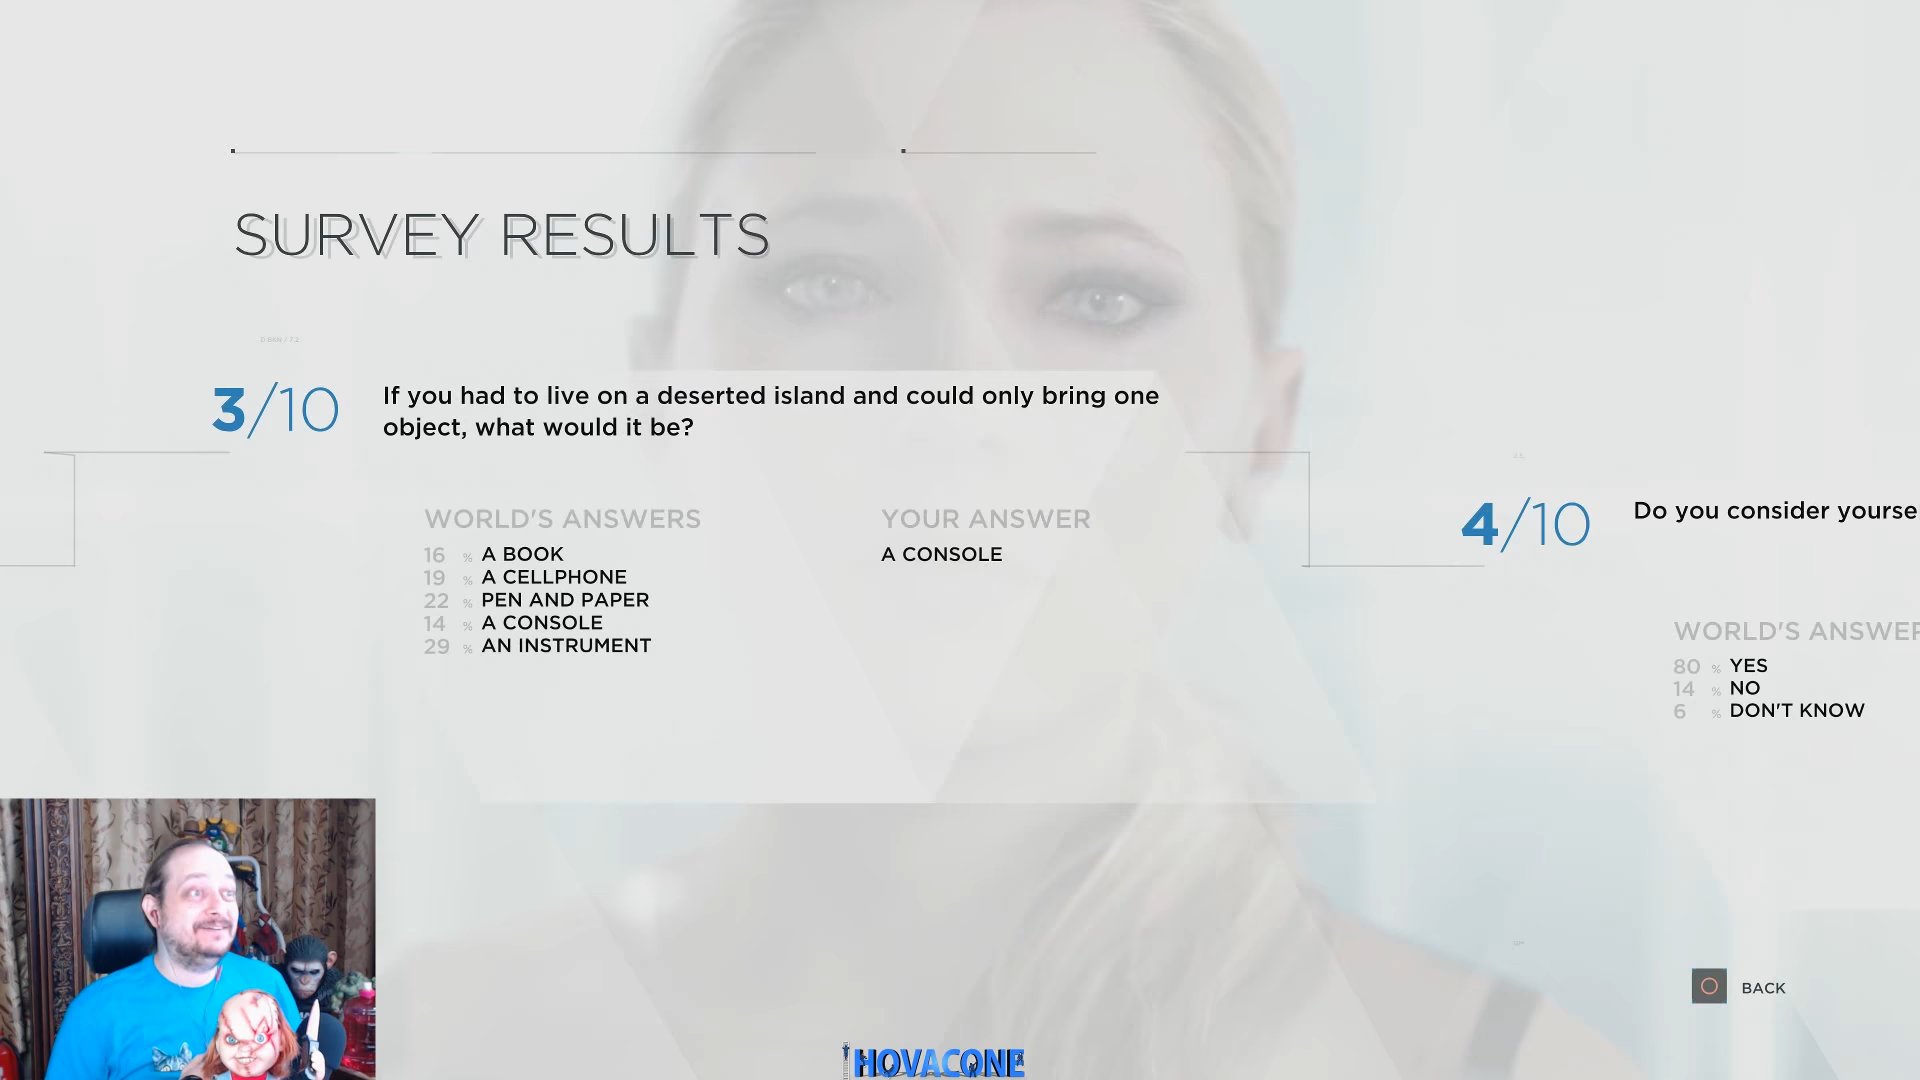 SURVEY RESULTS
3/10
If you had to live on a deserted island and could only bring one
object, what would it be?
WORLD'S ANSWERS
16 % A BOOK
19 % A CELLPHONE
22 % PEN AND PAPER
14 % A CONSOLE
29 % AN INSTRUMENT
YOUR ANSWER
A CONSOLE
4/10
Do you consider yourse
WORLD'S ANSWER
80 % YES
14 % NO
6 % DON'T KNOW
BACK
HOVACONE